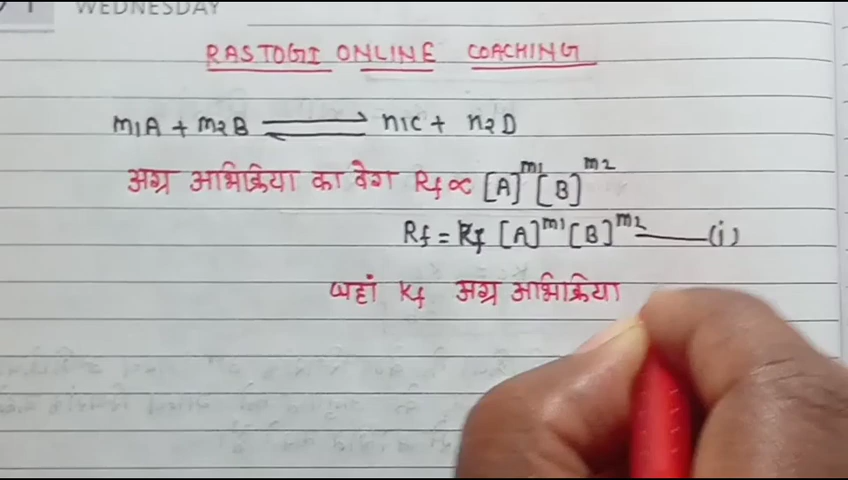 WEDNESDAY
RASTOGI ONLINE COACHING
m1A + m2B ⇌ n1C + n2D
अग्र अभिक्रिया का वेग Rf ∝ [A]^m1 [B]^m2
Rf = Kf [A]^m1 [B]^m2 ——(i)
जहां Kf अग्र अभिक्रिया